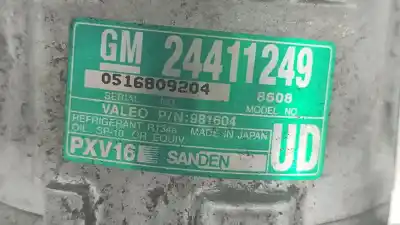 GM 24411249
0516809204 8608
SERIAL NO. MODEL NO
VALEO P/N:981604
REFRIGERANT R134a MADE IN JAPAN
OIL SP-10 OR EQUIV.
PXV16 SANDEN UD